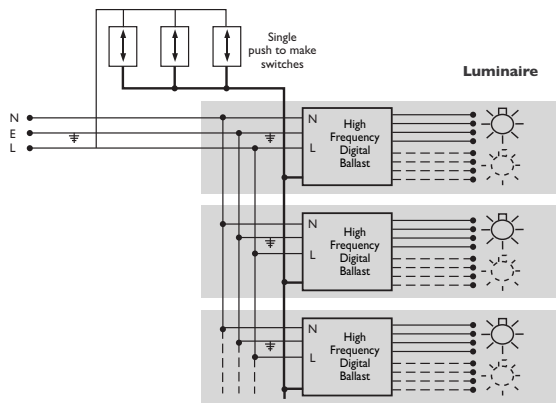 Single
push to make
switches
Luminaire
N
E
L
N
L
High
Frequency
Digital
Ballast
N
L
High
Frequency
Digital
Ballast
N
L
High
Frequency
Digital
Ballast